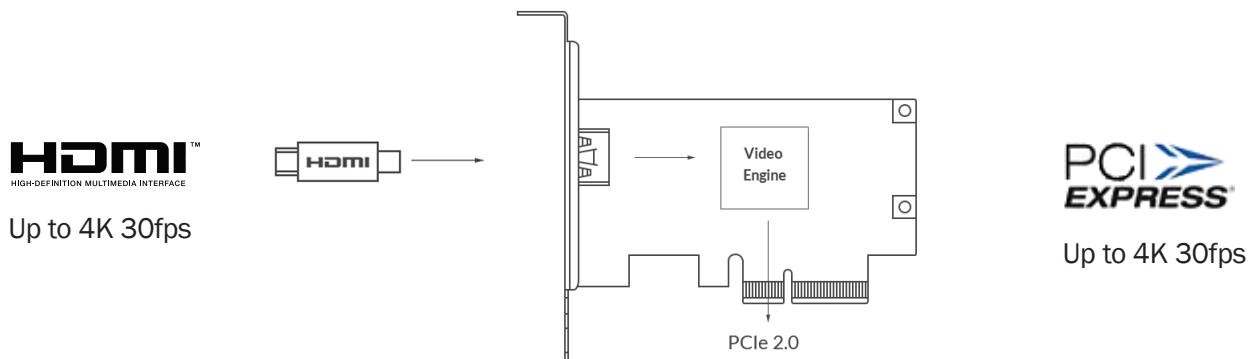 HDMI™
HIGH-DEFINITION MULTIMEDIA INTERFACE
Up to 4K 30fps
HDMI
Video
Engine
PCIe 2.0
PCI
EXPRESS®
Up to 4K 30fps